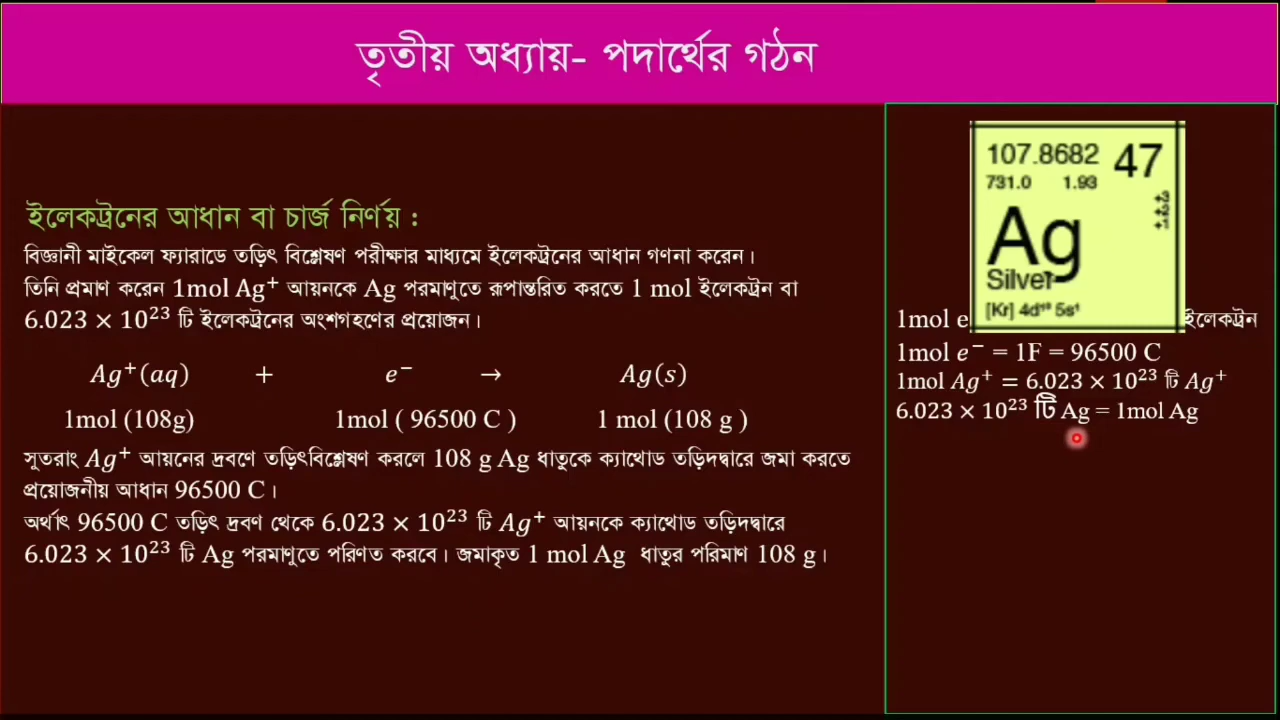 তৃতীয় অধ্যায়- পদার্থের গঠন
ইলেকট্রনের আধান বা চার্জ নির্ণয় :
বিজ্ঞানী মাইকেল ফ্যারাডে তড়িৎ বিশ্লেষণ পরীক্ষার মাধ্যমে ইলেকট্রনের আধান গণনা করেন।
তিনি প্রমাণ করেন 1mol Ag⁺ আয়নকে Ag পরমাণুতে রূপান্তরিত করতে 1 mol ইলেকট্রন বা
6.023 × 10²³ টি ইলেকট্রনের অংশগহণের প্রয়োজন।
Ag⁺(aq) + e⁻ → Ag(s)
1mol (108g) 1mol ( 96500 C ) 1 mol (108 g )
সুতরাং Ag⁺ আয়নের দ্রবণে তড়িৎবিশ্লেষণ করলে 108 g Ag ধাতুকে ক্যাথোড তড়িদদ্বারে জমা করতে
প্রয়োজনীয় আধান 96500 C।
অর্থাৎ 96500 C তড়িৎ দ্রবণ থেকে 6.023 × 10²³ টি Ag⁺ আয়নকে ক্যাথোড তড়িদদ্বারে
6.023 × 10²³ টি Ag পরমাণুতে পরিণত করবে। জমাকৃত 1 mol Ag ধাতুর পরিমাণ 108 g।
107.8682 47
731.0 1.93
Ag
Silver
[Kr] 4d¹⁰ 5s¹
1mol e ইলেকট্রন
1mol e⁻ = 1F = 96500 C
1mol Ag⁺ = 6.023 × 10²³ টি Ag⁺
6.023 × 10²³ টি Ag = 1mol Ag